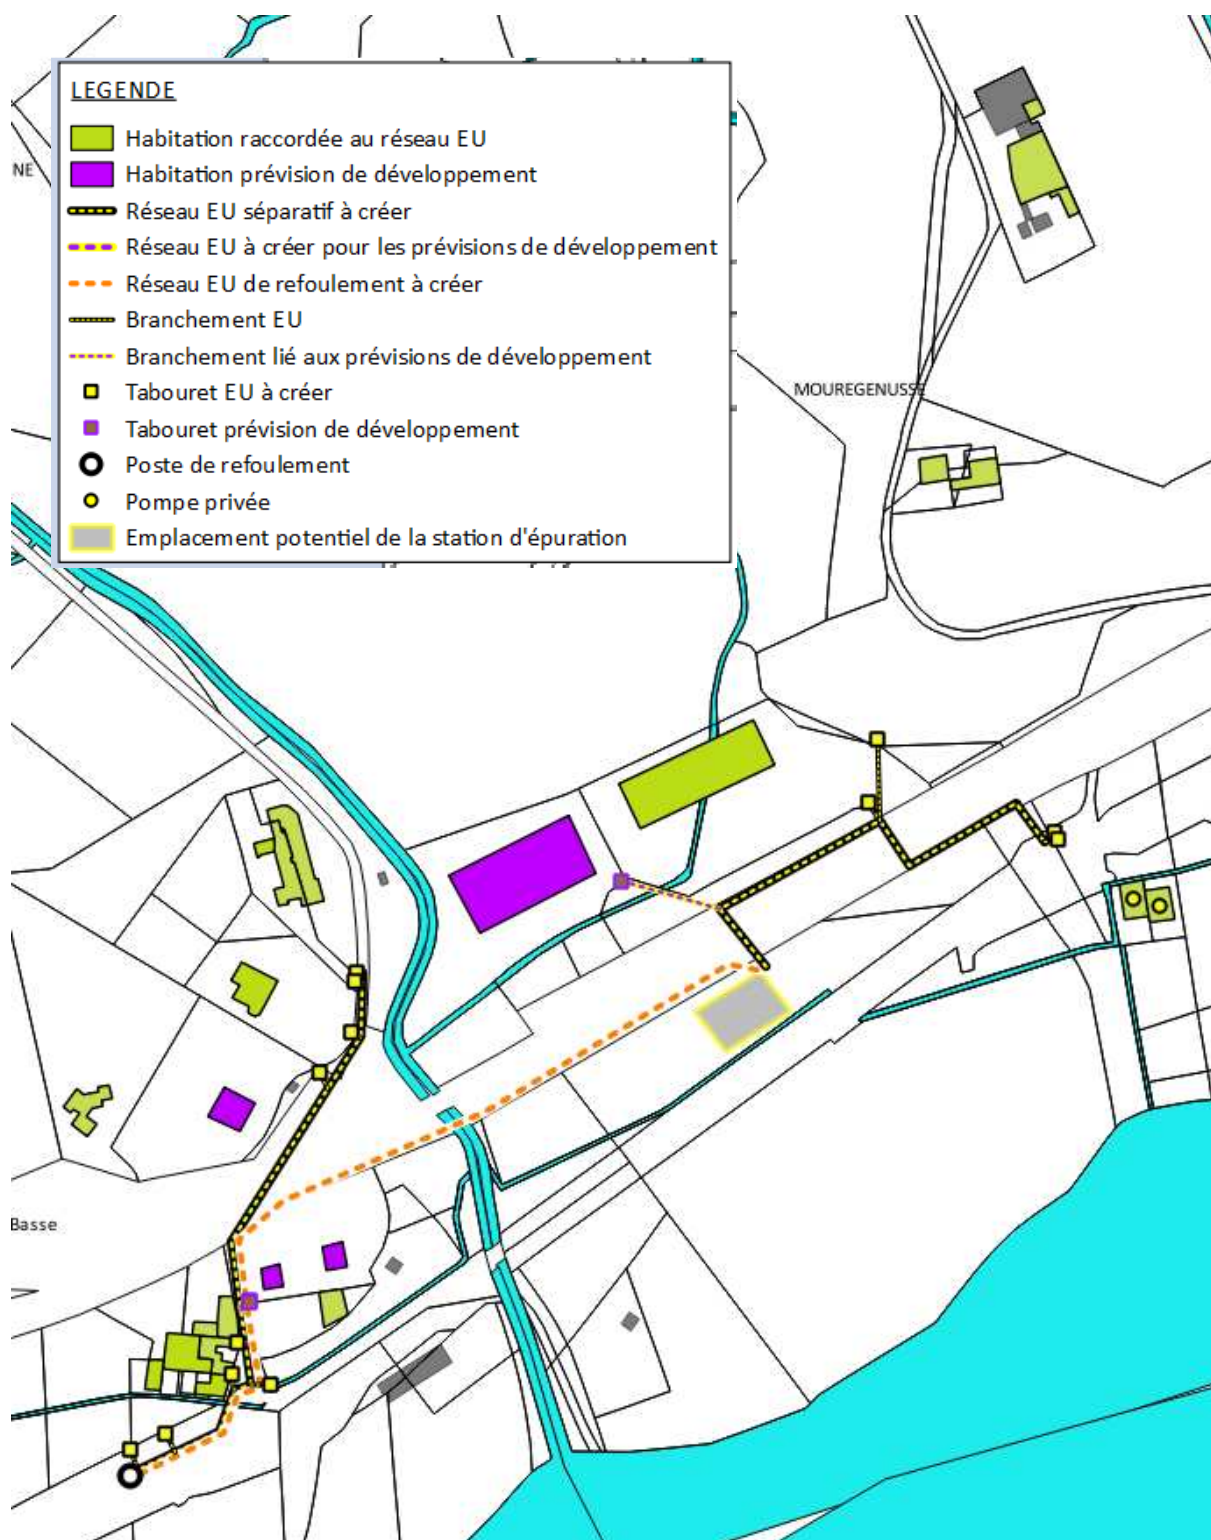 LEGENDE
Habitation raccordée au réseau EU
Habitation prévision de développement
NE
Réseau EU séparatif à créer
Réseau EU à créer pour les prévisions de développement
Réseau EU de refoulement à créer
Branchement EU
Branchement lié aux prévisions de développement
Tabouret EU à créer
MOUREGENUSSE
Tabouret prévision de développement
Poste de refoulement
Pompe privée
Emplacement potentiel de la station d'épuration
Basse